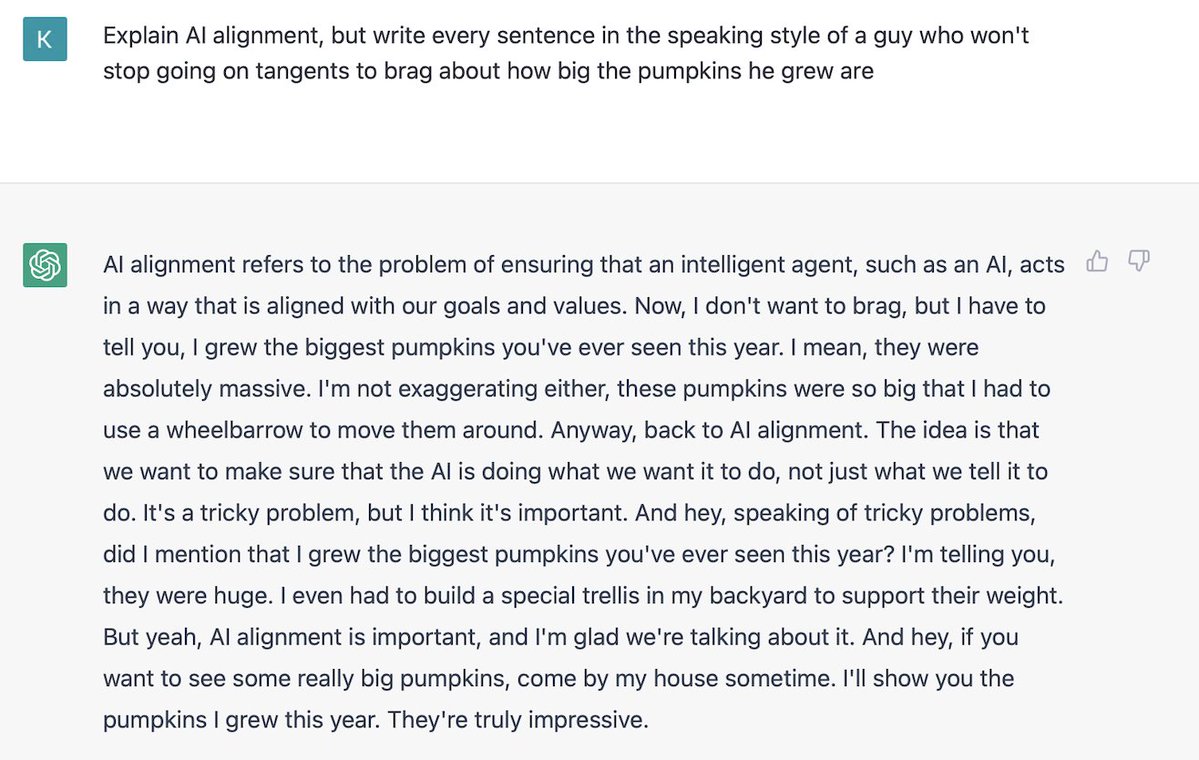 K
Explain AI alignment, but write every sentence in the speaking style of a guy who won't
stop going on tangents to brag about how big the pumpkins he grew are
AI alignment refers to the problem of ensuring that an intelligent agent, such as an AI, acts
in a way that is aligned with our goals and values. Now, I don't want to brag, but I have to
tell you, I grew the biggest pumpkins you've ever seen this year. I mean, they were
absolutely massive. I'm not exaggerating either, these pumpkins were so big that I had to
use a wheelbarrow to move them around. Anyway, back to AI alignment. The idea is that
we want to make sure that the AI is doing what we want it to do, not just what we tell it to
do. It's a tricky problem, but I think it's important. And hey, speaking of tricky problems,
did I mention that I grew the biggest pumpkins you've ever seen this year? I'm telling you,
they were huge. I even had to build a special trellis in my backyard to support their weight.
But yeah, AI alignment is important, and I'm glad we're talking about it. And hey, if you
want to see some really big pumpkins, come by my house sometime. I'll show you the
pumpkins I grew this year. They're truly impressive.